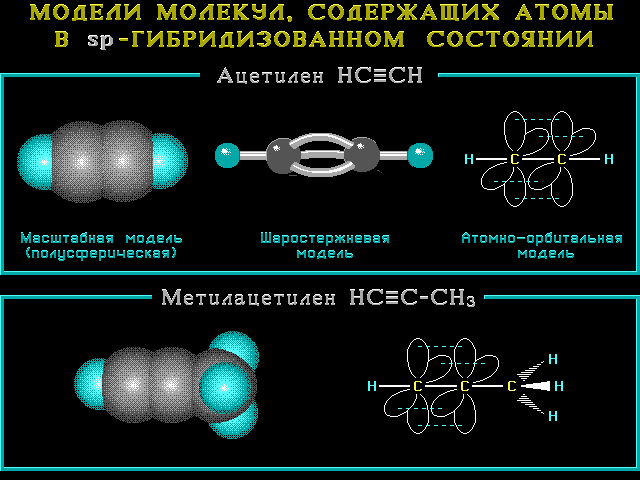 МОДЕЛИ МОЛЕКУЛ, СОДЕРЖАЩИХ АТОМЫ
В sp-ГИБРИДИЗОВАННОМ СОСТОЯНИИ
Ацетилен HC≡CH
H C C H
Масштабная модель
(полусферическая)
Шаростержневая
модель
Атомно-орбитальная
модель
Метилацетилен HC≡C-CH₃
H
H C C C H
H